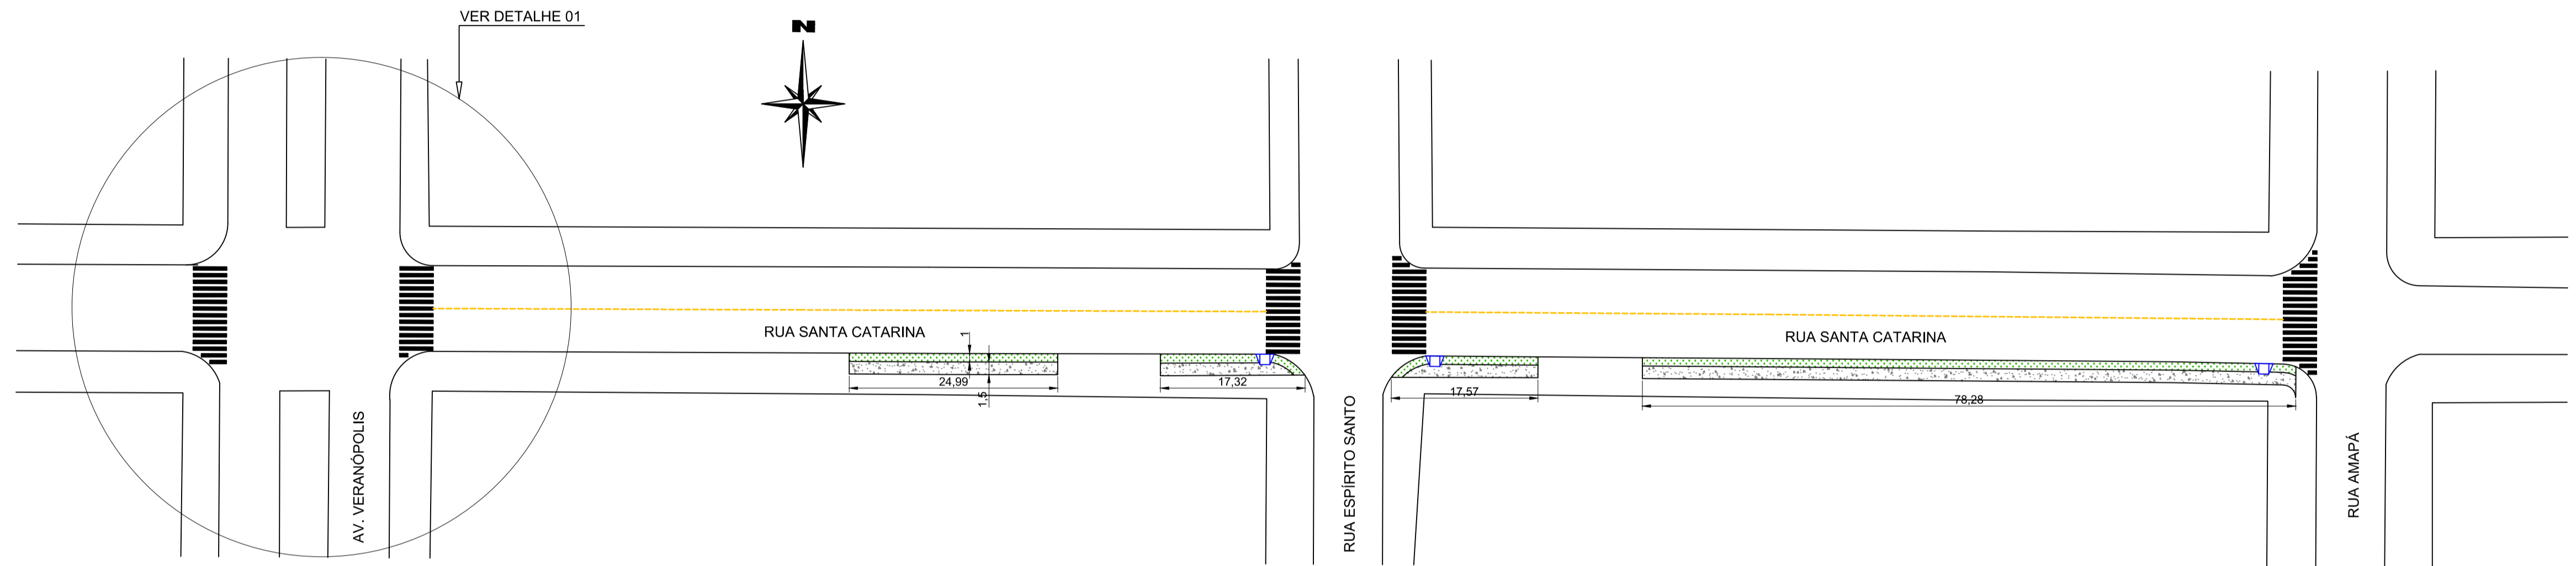 VER DETALHE 01
N
RUA SANTA CATARINA
1
24,99
1,5
17,32
RUA SANTA CATARINA
17,57
78,28
AV. VERANÓPOLIS
RUA ESPÍRITO SANTO
RUA AMAPÁ